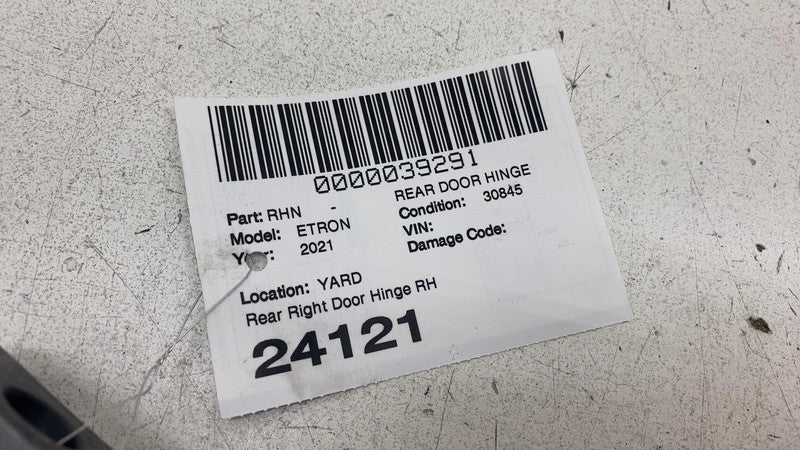 0000039291
Part: RHN - REAR DOOR HINGE
Model: ETRON Condition: 30845
Year: 2021 VIN:
Damage Code:
Location: YARD
Rear Right Door Hinge RH
24121